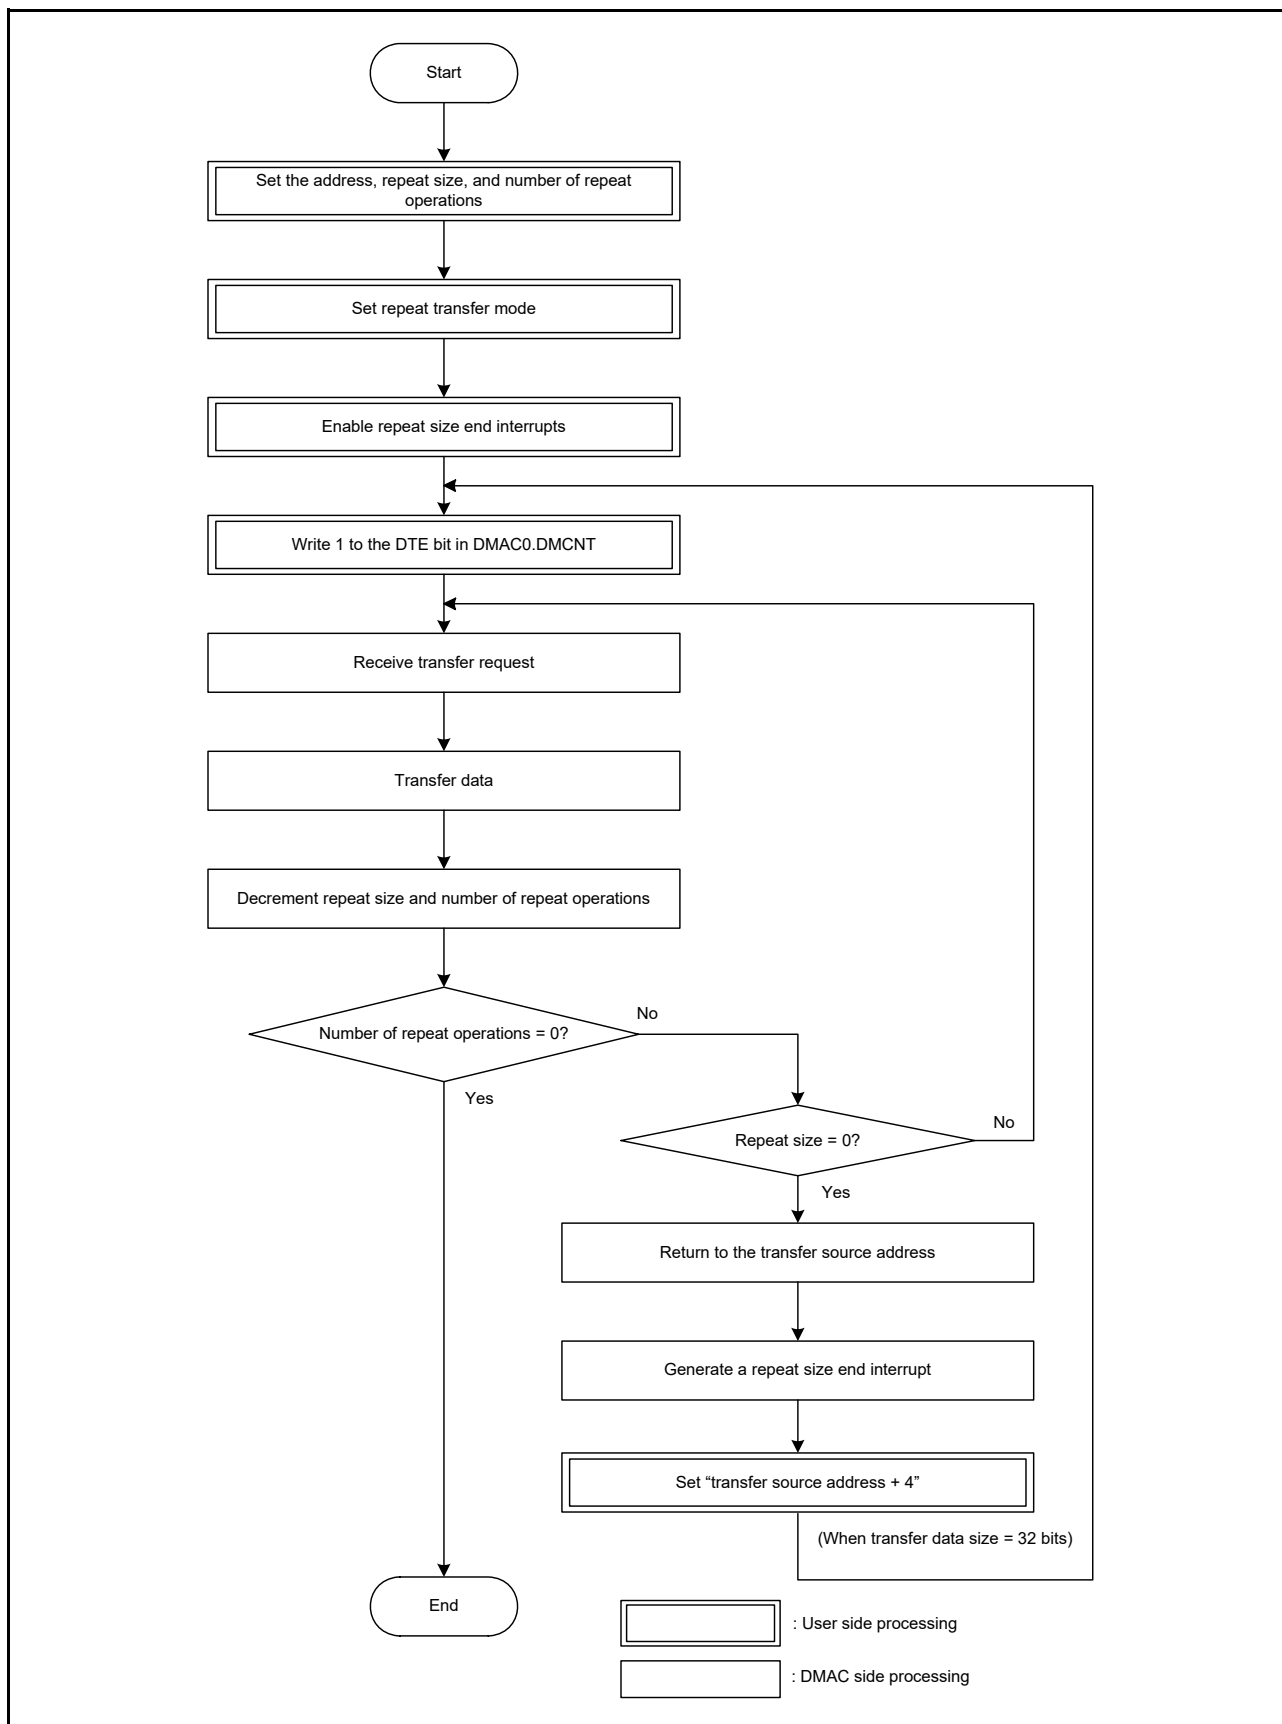 Start
Set the address, repeat size, and number of repeat
operations
Set repeat transfer mode
Enable repeat size end interrupts
Write 1 to the DTE bit in DMAC0.DMCNT
Receive transfer request
Transfer data
Decrement repeat size and number of repeat operations
Number of repeat operations = 0?
No
Yes
Repeat size = 0?
No
Yes
Return to the transfer source address
Generate a repeat size end interrupt
Set “transfer source address + 4”
(When transfer data size = 32 bits)
End
: User side processing
: DMAC side processing